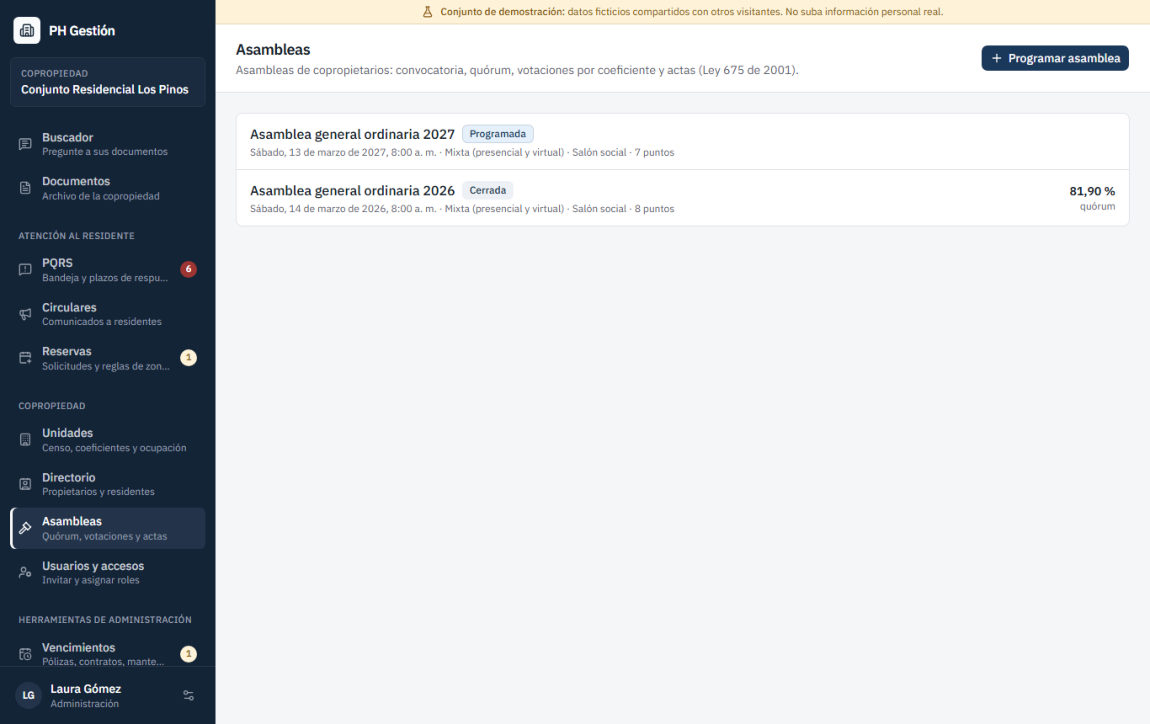 Conjunto de demostración: datos ficticios compartidos con otros visitantes. No suba información personal real.
PH Gestión
COPROPIEDAD
Conjunto Residencial Los Pinos
Buscador
Pregunte a sus documentos
Documentos
Archivo de la copropiedad
ATENCIÓN AL RESIDENTE
PQRS
Bandeja y plazos de respu...
6
Circulares
Comunicados a residentes
Reservas
Solicitudes y reglas de zon...
1
COPROPIEDAD
Unidades
Censo, coeficientes y ocupación
Directorio
Propietarios y residentes
Asambleas
Quórum, votaciones y actas
Usuarios y accesos
Invitar y asignar roles
HERRAMIENTAS DE ADMINISTRACIÓN
Vencimientos
Pólizas, contratos, mante...
1
LG
Laura Gómez
Administración
Asambleas
Asambleas de copropietarios: convocatoria, quórum, votaciones por coeficiente y actas (Ley 675 de 2001).
+ Programar asamblea
Asamblea general ordinaria 2027 Programada
Sábado, 13 de marzo de 2027, 8:00 a. m. · Mixta (presencial y virtual) · Salón social · 7 puntos
Asamblea general ordinaria 2026 Cerrada
Sábado, 14 de marzo de 2026, 8:00 a. m. · Mixta (presencial y virtual) · Salón social · 8 puntos
81,90 %
quórum